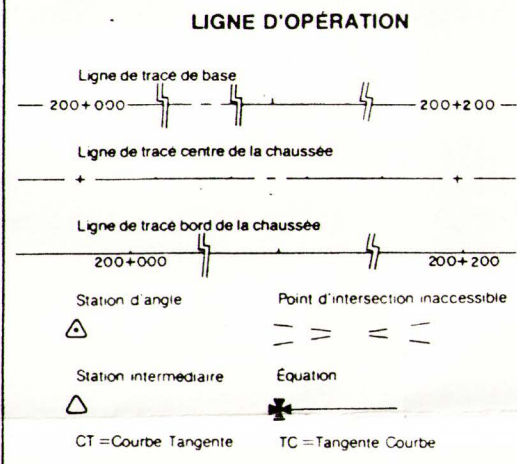 LIGNE D'OPÉRATION
Ligne de tracé de base
200+000
200+200
Ligne de tracé centre de la chaussée
Ligne de tracé bord de la chaussée
200+000
200+200
Station d'angle
Point d'intersection inaccessible
Station intermédiaire
Équation
CT = Courbe Tangente
TC = Tangente Courbe